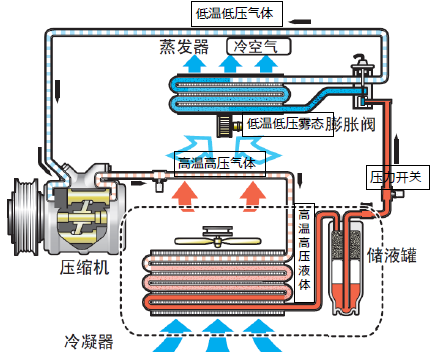 低温低压气体
蒸发器
冷空气
低温低压雾态
膨胀阀
高温高压气体
压力开关
高温高压液体
储液罐
压缩机
冷凝器